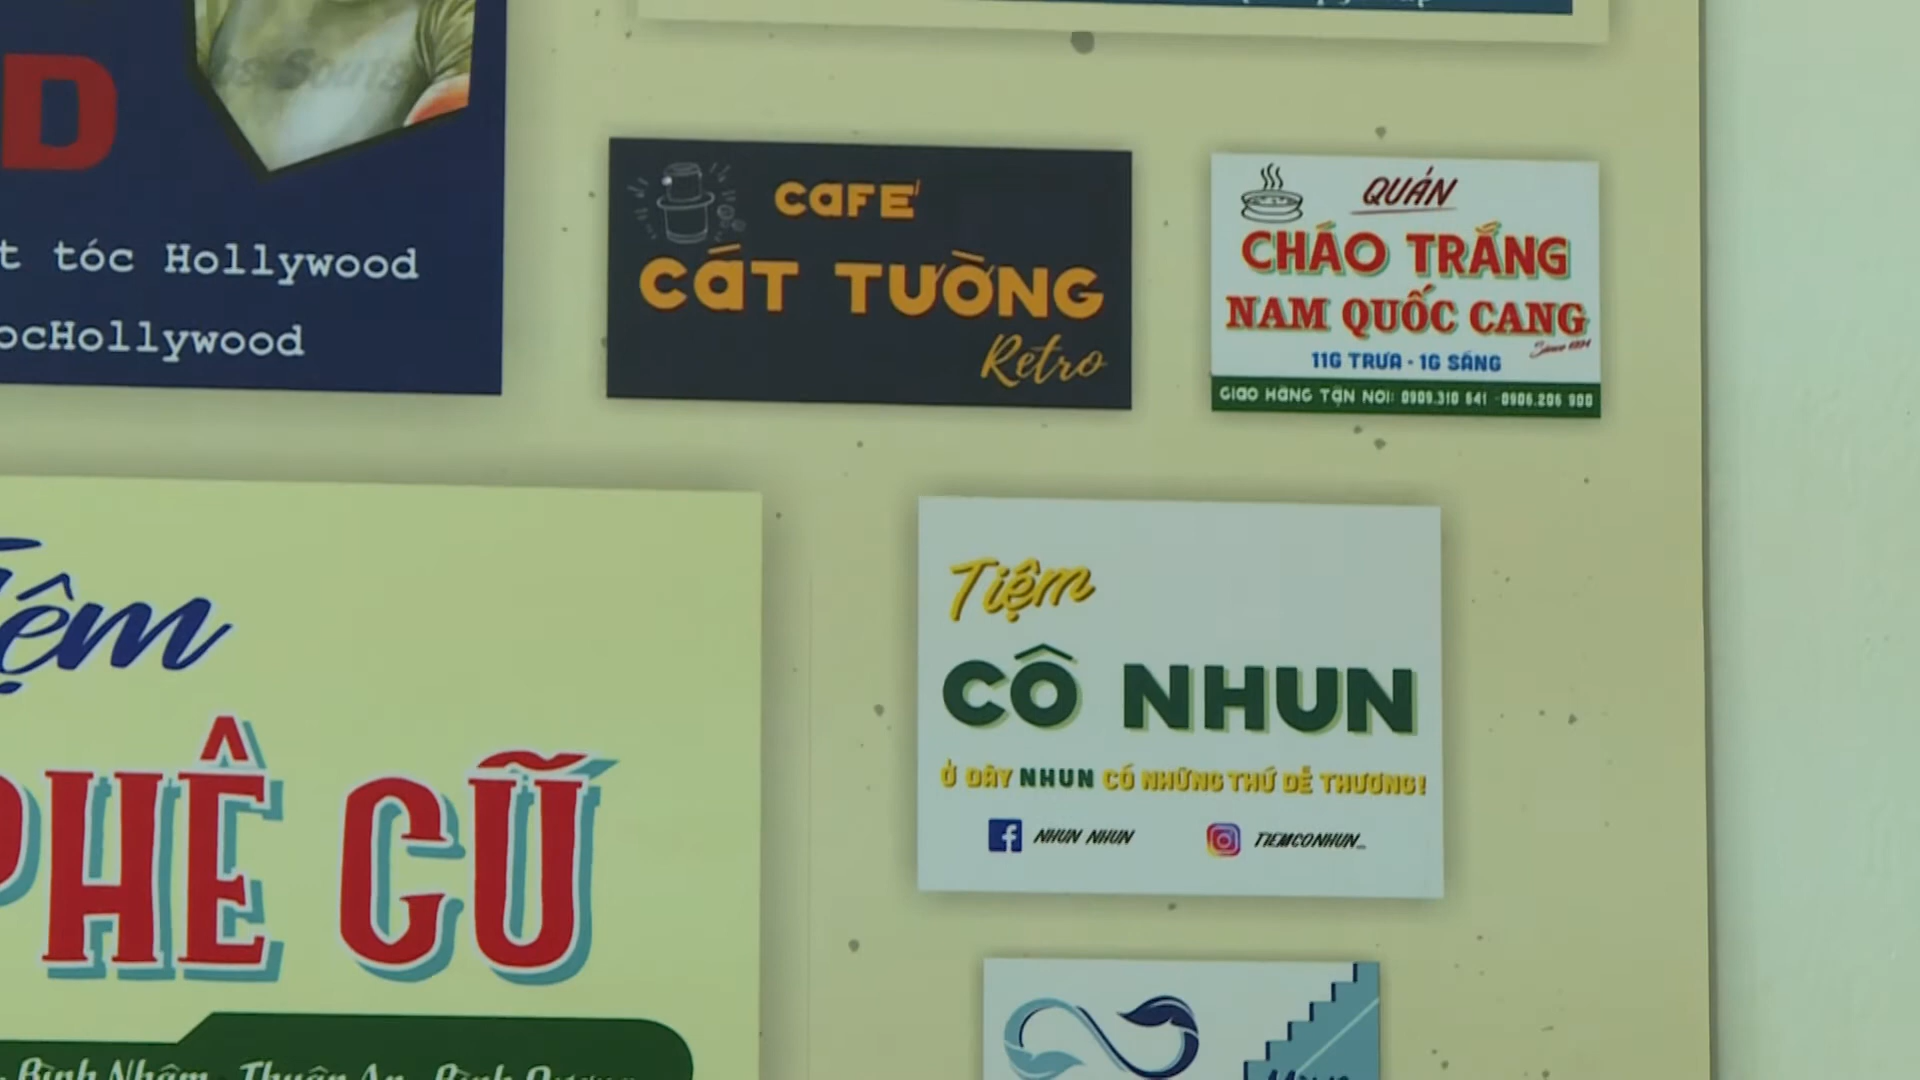 D
t tóc Hollywood
ocHollywood
CAFE
CÁT TƯỜNG
Retro
QUÁN
CHÁO TRẮNG
NAM QUỐC CANG
11G TRƯA - 1G SÁNG
GIAO HÀNG TẬN NƠI: 0909.310 641 - 0906.206 900
Tiệm
PHÊ CŨ
Bình Nhâm - Thuận An - Bình Dương
Tiệm
CÔ NHUN
Ở ĐÂY NHUN CÓ NHỮNG THỨ DỄ THƯƠNG!
NHUN NHUN
TIEMCONHUN_